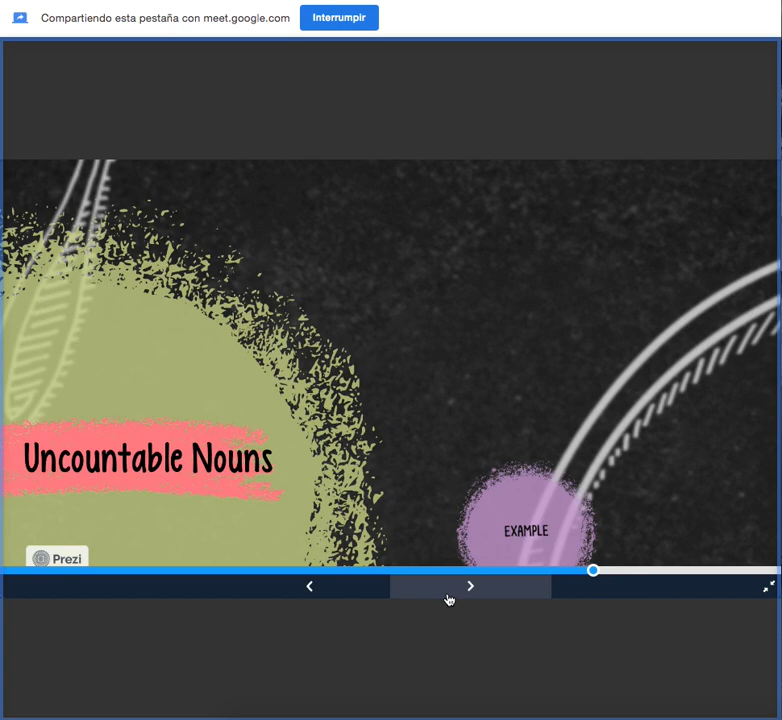 Compartiendo esta pestaña con meet.google.com
Interrumpir
Uncountable Nouns
EXAMPLE
Prezi